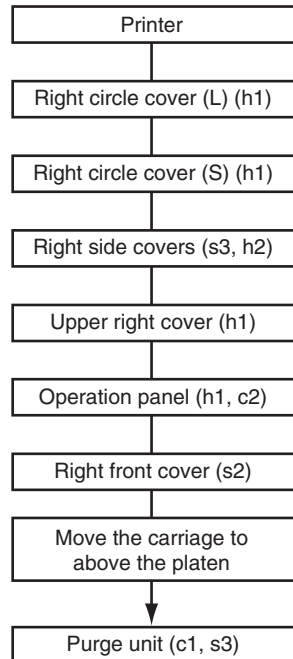 Printer
Right circle cover (L) (h1)
Right circle cover (S) (h1)
Right side covers (s3, h2)
Upper right cover (h1)
Operation panel (h1, c2)
Right front cover (s2)
Move the carriage to
above the platen
Purge unit (c1, s3)